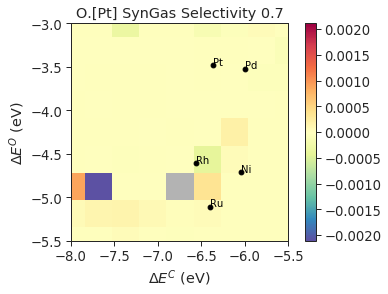 O.[Pt] SynGas Selectivity 0.7
−3.0
−3.5
−4.0
−4.5
−5.0
−5.5
ΔE^O (eV)
Pt
Pd
Rh
Ni
Ru
−8.0 −7.5 −7.0 −6.5 −6.0 −5.5
ΔE^C (eV)
0.0020
0.0015
0.0010
0.0005
0.0000
−0.0005
−0.0010
−0.0015
−0.0020